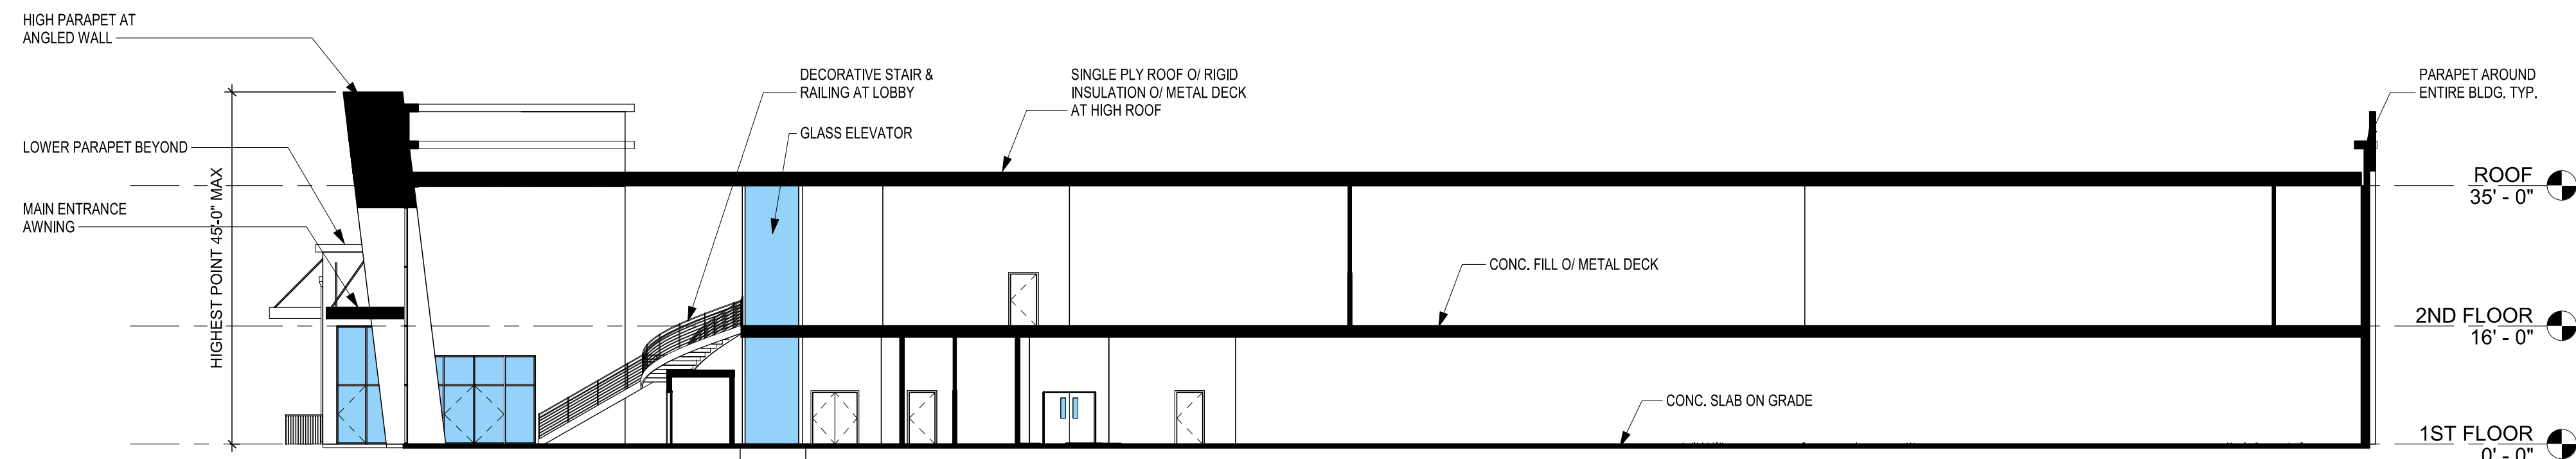 HIGH PARAPET AT
ANGLED WALL
LOWER PARAPET BEYOND
MAIN ENTRANCE
AWNING
HIGHEST POINT 45'-0" MAX
DECORATIVE STAIR &
RAILING AT LOBBY
GLASS ELEVATOR
SINGLE PLY ROOF O/ RIGID
INSULATION O/ METAL DECK
AT HIGH ROOF
CONC. FILL O/ METAL DECK
CONC. SLAB ON GRADE
PARAPET AROUND
ENTIRE BLDG. TYP.
ROOF
35' - 0"
2ND FLOOR
16' - 0"
1ST FLOOR
0' - 0"